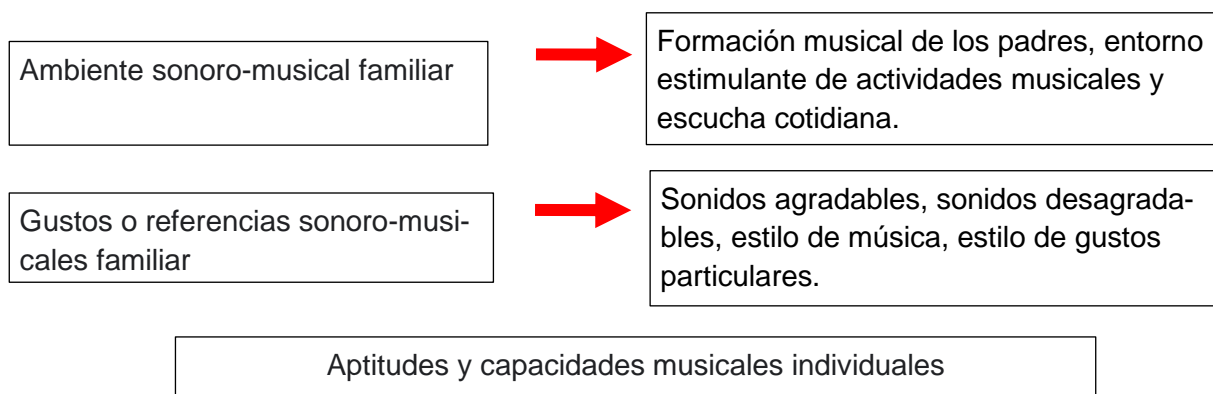 Ambiente sonoro-musical familiar
Formación musical de los padres, entorno
estimulante de actividades musicales y
escucha cotidiana.
Gustos o referencias sonoro-musi-
cales familiar
Sonidos agradables, sonidos desagrada-
bles, estilo de música, estilo de gustos
particulares.
Aptitudes y capacidades musicales individuales